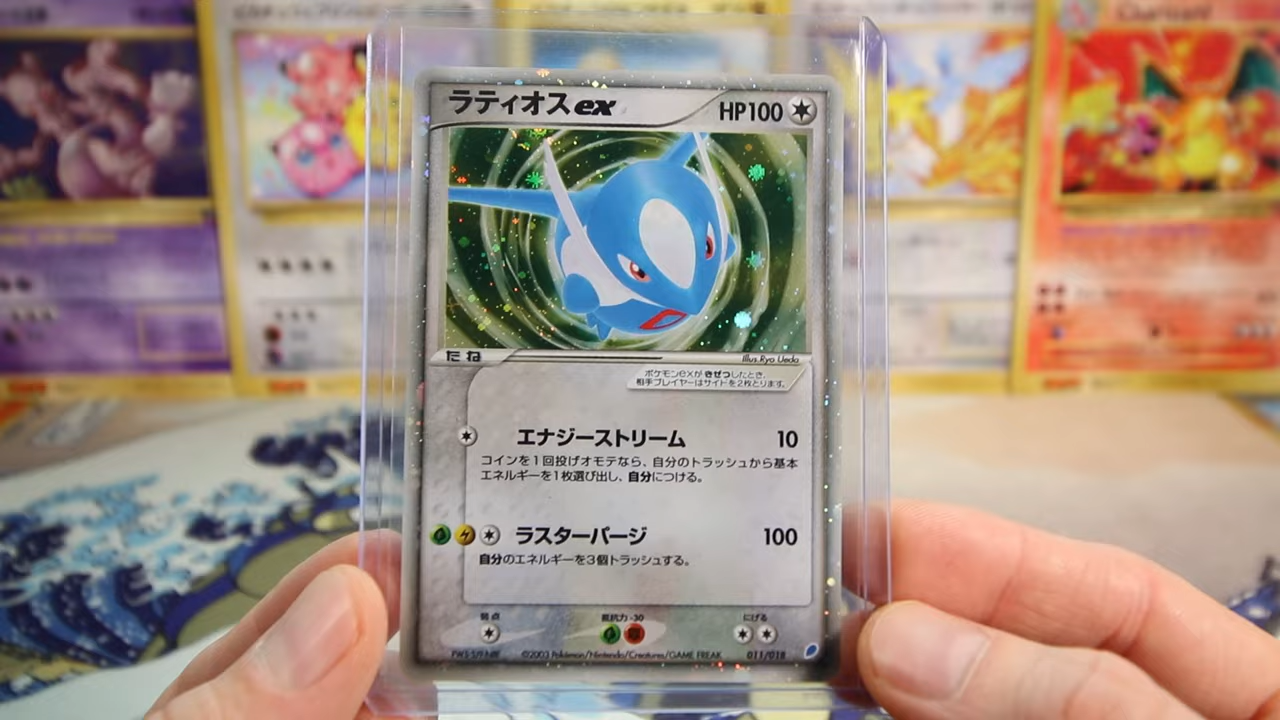 ラティオスex HP100
たね Illus.Ryo Ueda
ポケモンexがきぜつしたとき、
相手プレイヤーはサイドを2枚とります。
エナジーストリーム 10
コインを1回投げオモテなら、自分のトラッシュから基本
エネルギーを1枚選び出し、自分につける。
ラスターパージ 100
自分のエネルギーを3個トラッシュする。
弱点 抵抗力 -30 にげる
©2003 Pokémon/Nintendo/Creatures/GAME FREAK 011/018